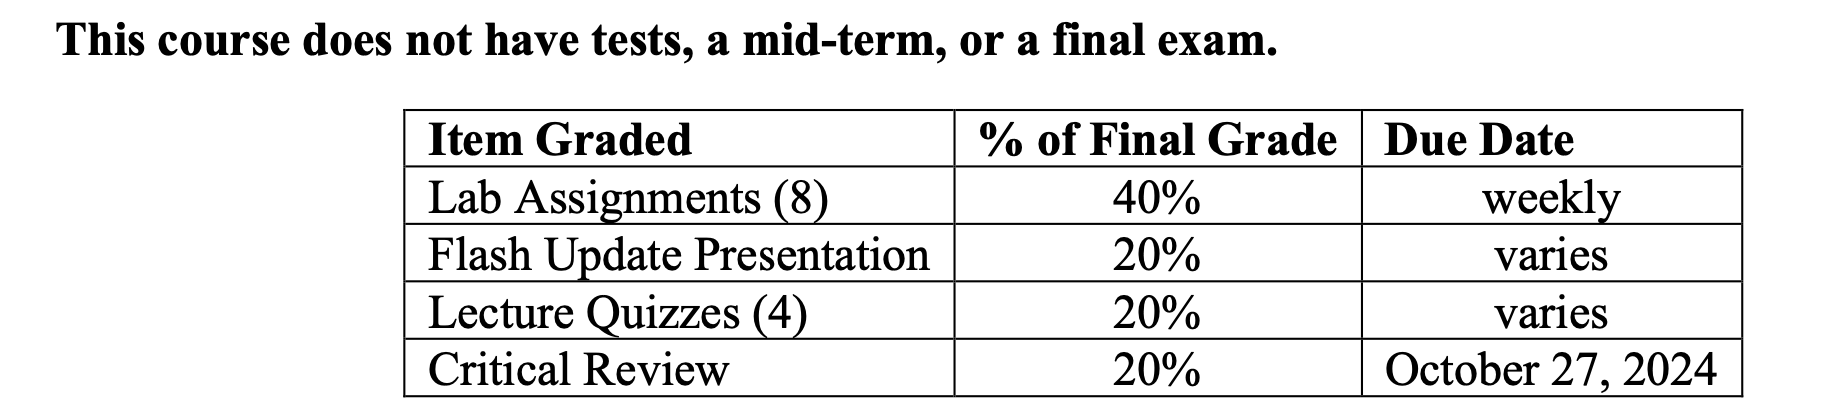 This course does not have tests, a mid-term, or a final exam.
Item Graded % of Final Grade Due Date
Lab Assignments (8) 40% weekly
Flash Update Presentation 20% varies
Lecture Quizzes (4) 20% varies
Critical Review 20% October 27, 2024